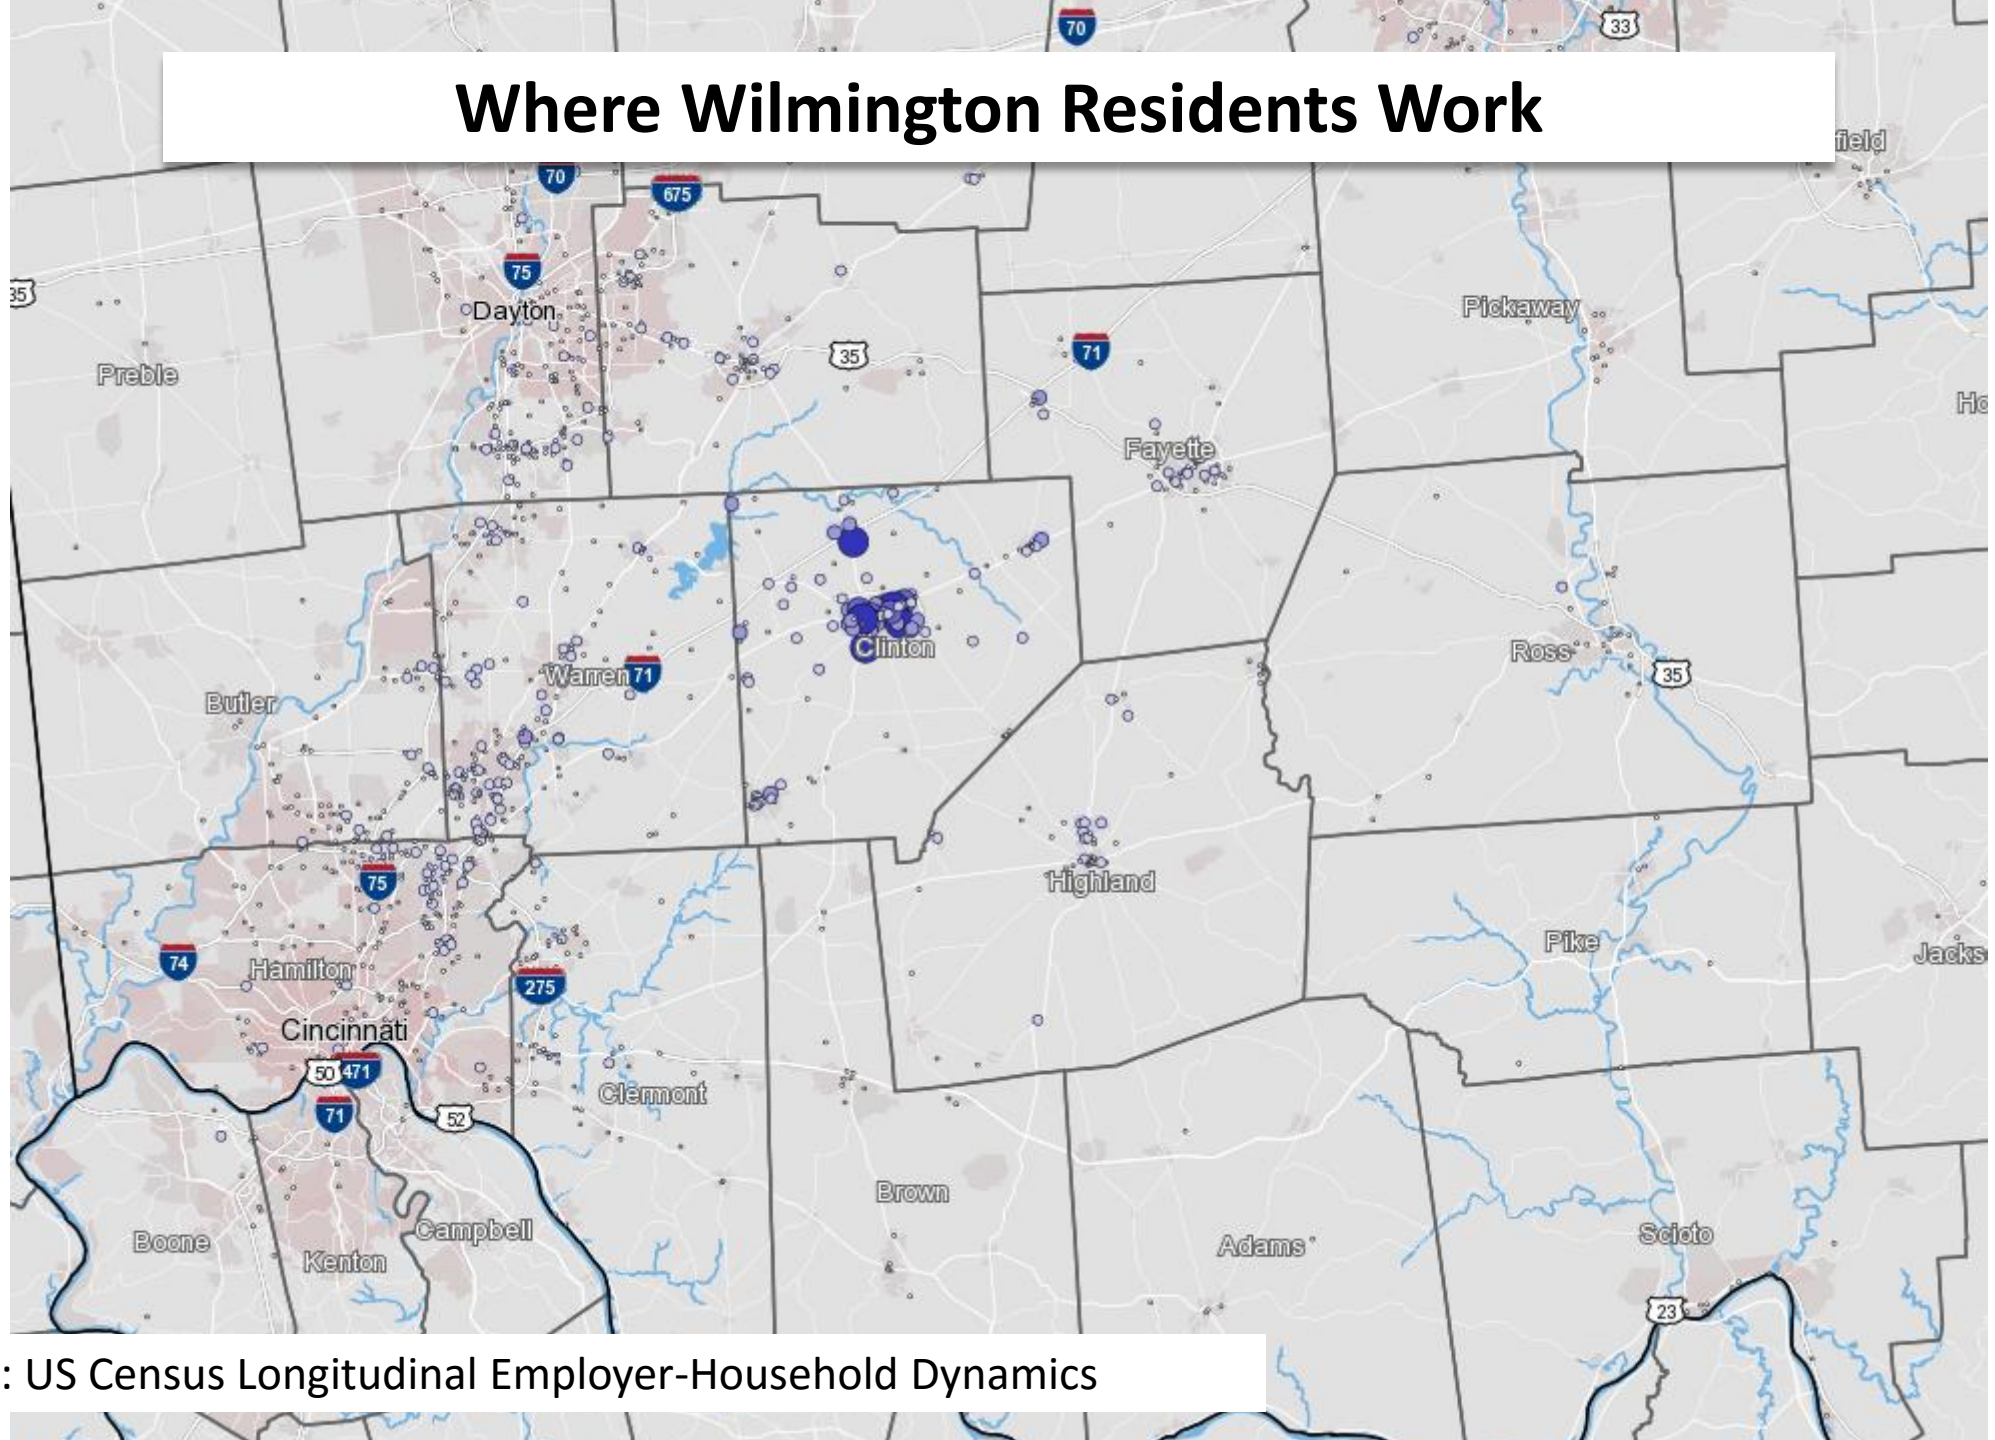 70
33
Where Wilmington Residents Work
field
70
675
75
35
Dayton
Pickaway
35
71
Preble
Ho
Fayette
Clinton
Ross
Warren
71
35
Butler
75
Highland
Pike
74
Hamilton
Jacks
275
Cincinnati
50
471
Clermont
71
52
Brown
Campbell
Boone
Scioto
Kenton
Adams
23
: US Census Longitudinal Employer-Household Dynamics